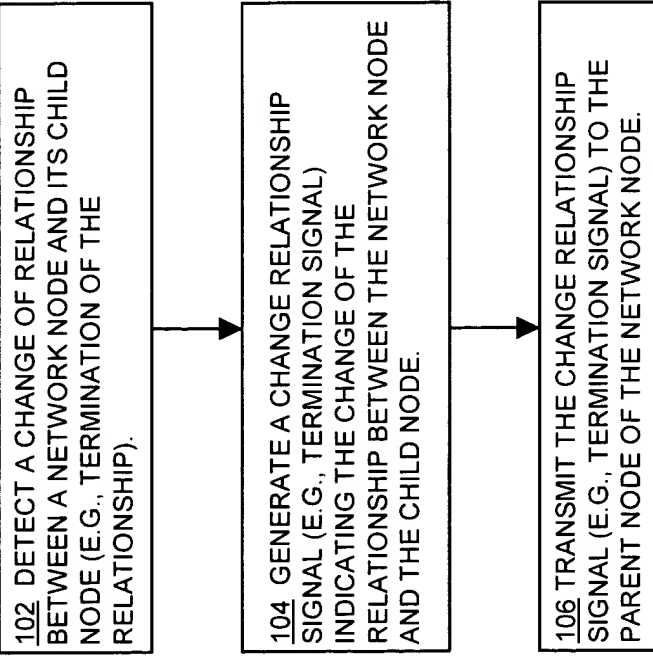 102 DETECT A CHANGE OF RELATIONSHIP
BETWEEN A NETWORK NODE AND ITS CHILD
NODE (E.G., TERMINATION OF THE
RELATIONSHIP).
104 GENERATE A CHANGE RELATIONSHIP
SIGNAL (E.G., TERMINATION SIGNAL)
INDICATING THE CHANGE OF THE
RELATIONSHIP BETWEEN THE NETWORK NODE
AND THE CHILD NODE.
106 TRANSMIT THE CHANGE RELATIONSHIP
SIGNAL (E.G., TERMINATION SIGNAL) TO THE
PARENT NODE OF THE NETWORK NODE.